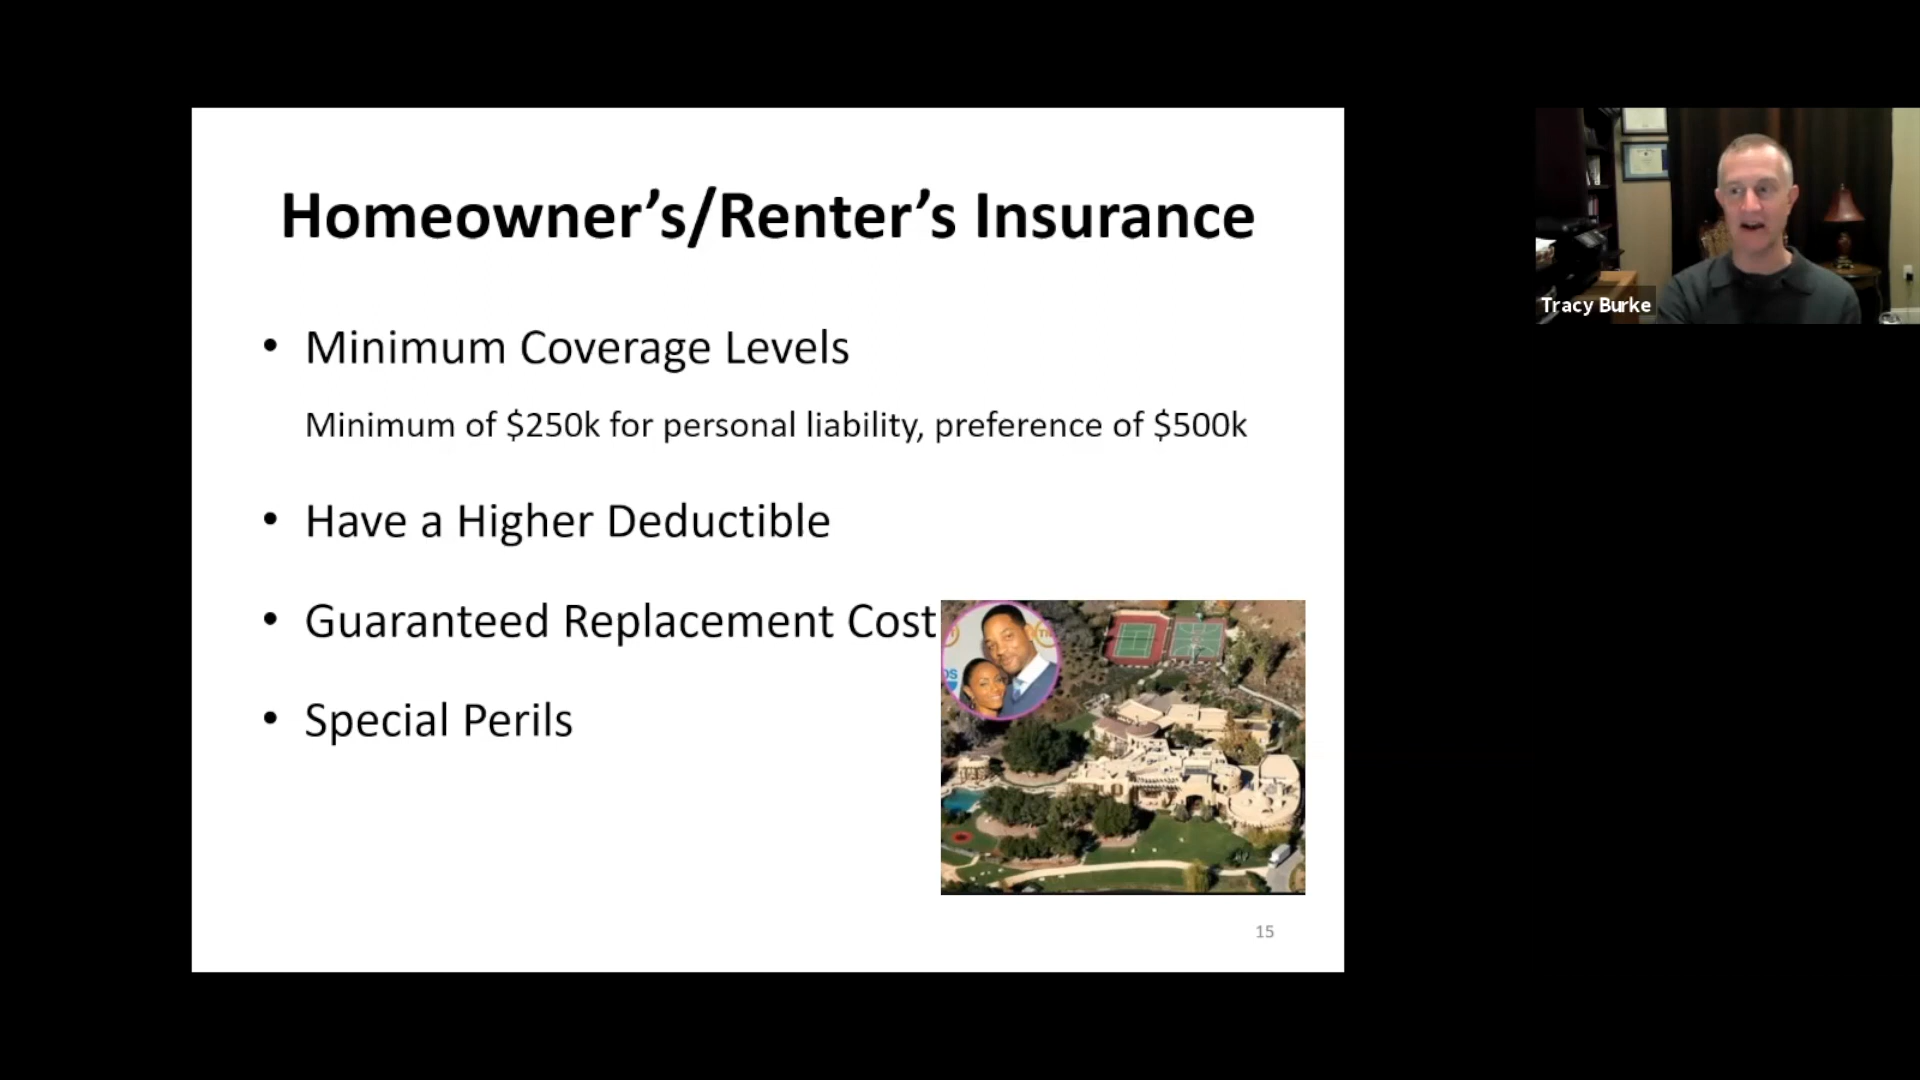 Homeowner’s/Renter’s Insurance
• Minimum Coverage Levels
Minimum of $250k for personal liability, preference of $500k
• Have a Higher Deductible
• Guaranteed Replacement Cost
• Special Perils
15
Tracy Burke